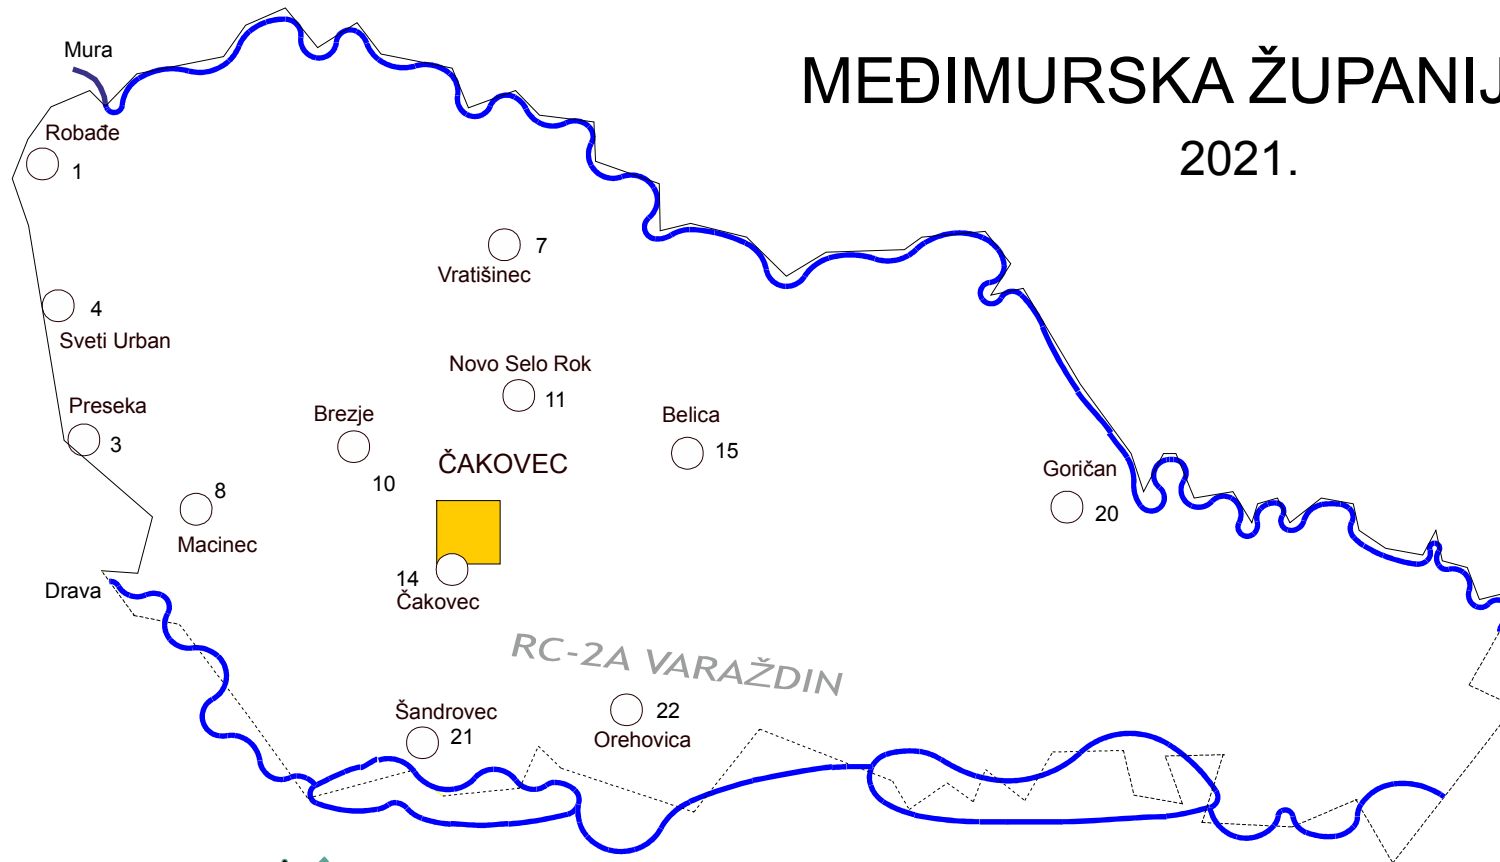 MEĐIMURSKA ŽUPANIJ
2021.
Mura
Robađe
1
7
Vratišinec
4
Sveti Urban
Novo Selo Rok
11
Preseka
3
Brezje
10
Belica
15
ČAKOVEC
Goričan
20
8
Macinec
14
Čakovec
Drava
RC-2A VARAŽDIN
Šandrovec
21
22
Orehovica